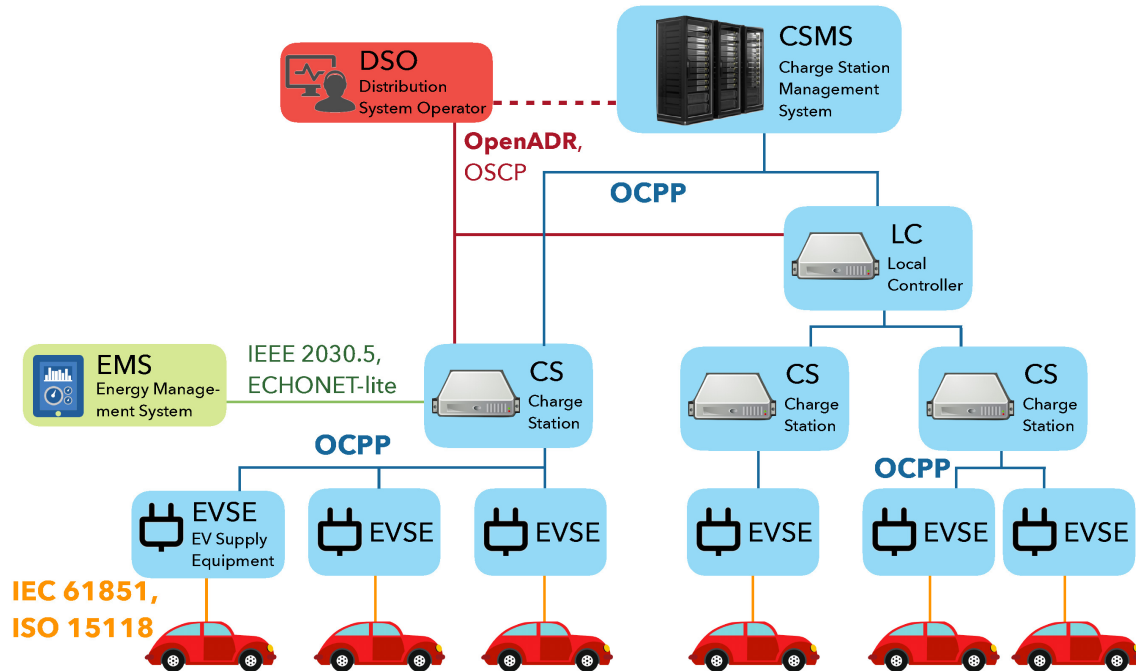 DSO
Distribution
System Operator
CSMS
Charge Station
Management
System
OpenADR,
OSCP
OCPP
LC
Local
Controller
EMS
Energy Manage-
ment System
IEEE 2030.5,
ECHONET-lite
CS
Charge
Station
CS
Charge
Station
CS
Charge
Station
OCPP
OCPP
EVSE
EV Supply
Equipment
EVSE
EVSE
EVSE
EVSE
EVSE
IEC 61851,
ISO 15118